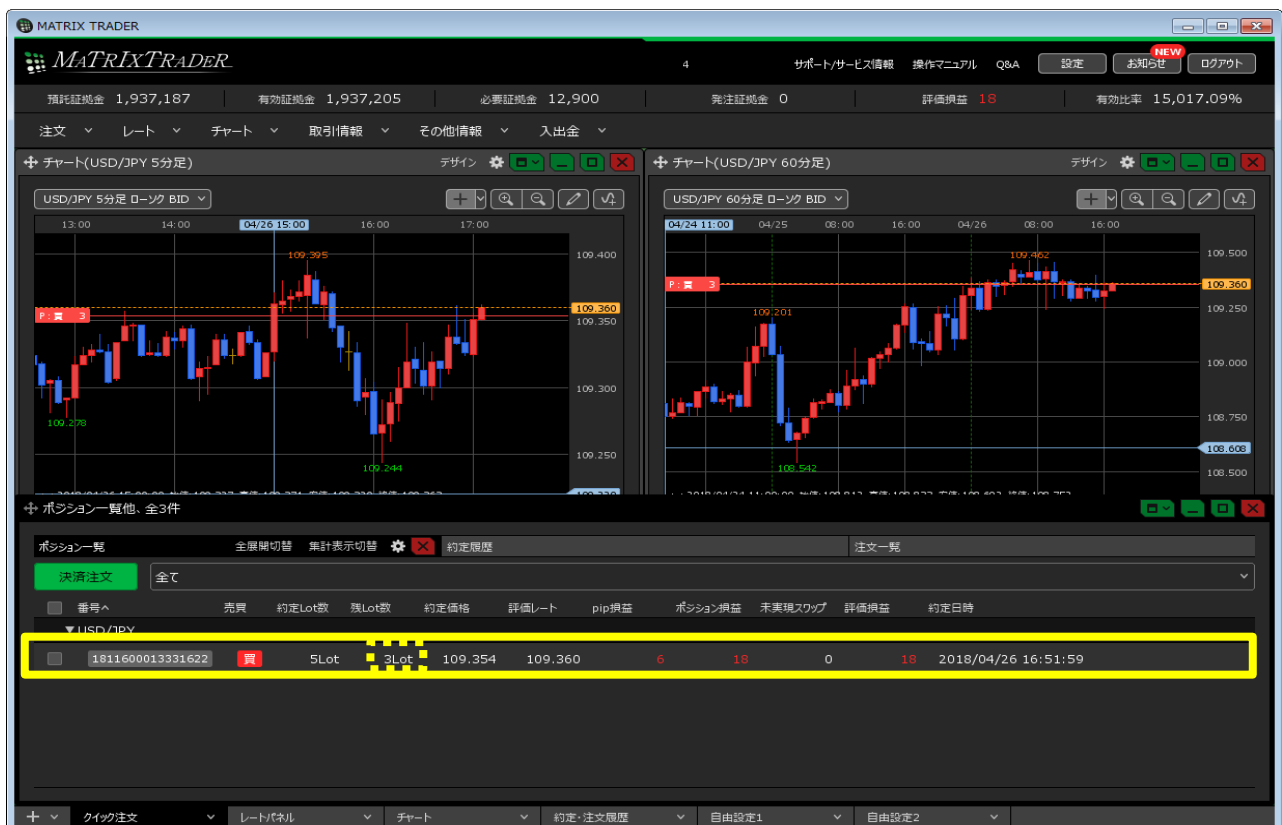 MATRIX TRADER
MATRIXTRADER 4 サポート/サービス情報 操作マニュアル Q&A 設定 お知らせ NEW ログアウト
預託証拠金 1,937,187 有効証拠金 1,937,205 必要証拠金 12,900 発注証拠金 0 評価損益 18 有効比率 15,017.09%
注文 レート チャート 取引情報 その他情報 入出金
チャート(USD/JPY 5分足) デザイン
USD/JPY 5分足 ローソク BID
13:00 14:00 04/26 15:00 16:00 17:00
109.395
109.400
109.360
P:買 3
109.350
109.300
109.278
109.250
109.244
チャート(USD/JPY 60分足) デザイン
USD/JPY 60分足 ローソク BID
04/24 11:00 04/25 08:00 16:00 04/26 08:00 16:00
109.462
109.500
P:買 3
109.360
109.201
109.250
109.000
108.750
108.608
108.542
108.500
ポジション一覧他、全3件
ポジション一覧 全展開切替 集計表示切替 約定履歴 注文一覧
決済注文 全て
番号 売買 約定Lot数 残Lot数 約定価格 評価レート pip損益 ポジション損益 未実現スワップ 評価損益 約定日時
▼USD/JPY
1811600013331622 買 5Lot 3Lot 109.354 109.360 6 18 0 18 2018/04/26 16:51:59
クイック注文 レートパネル チャート 約定・注文履歴 自由設定1 自由設定2